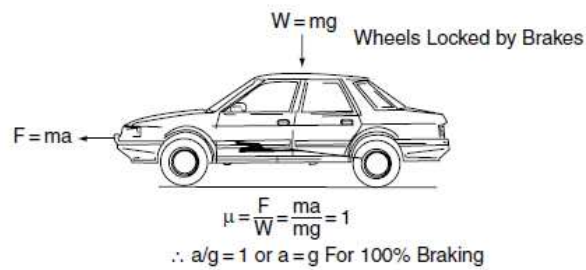 W = mg
Wheels Locked by Brakes
F = ma
μ = F/W = ma/mg = 1
∴ a/g = 1 or a = g For 100% Braking